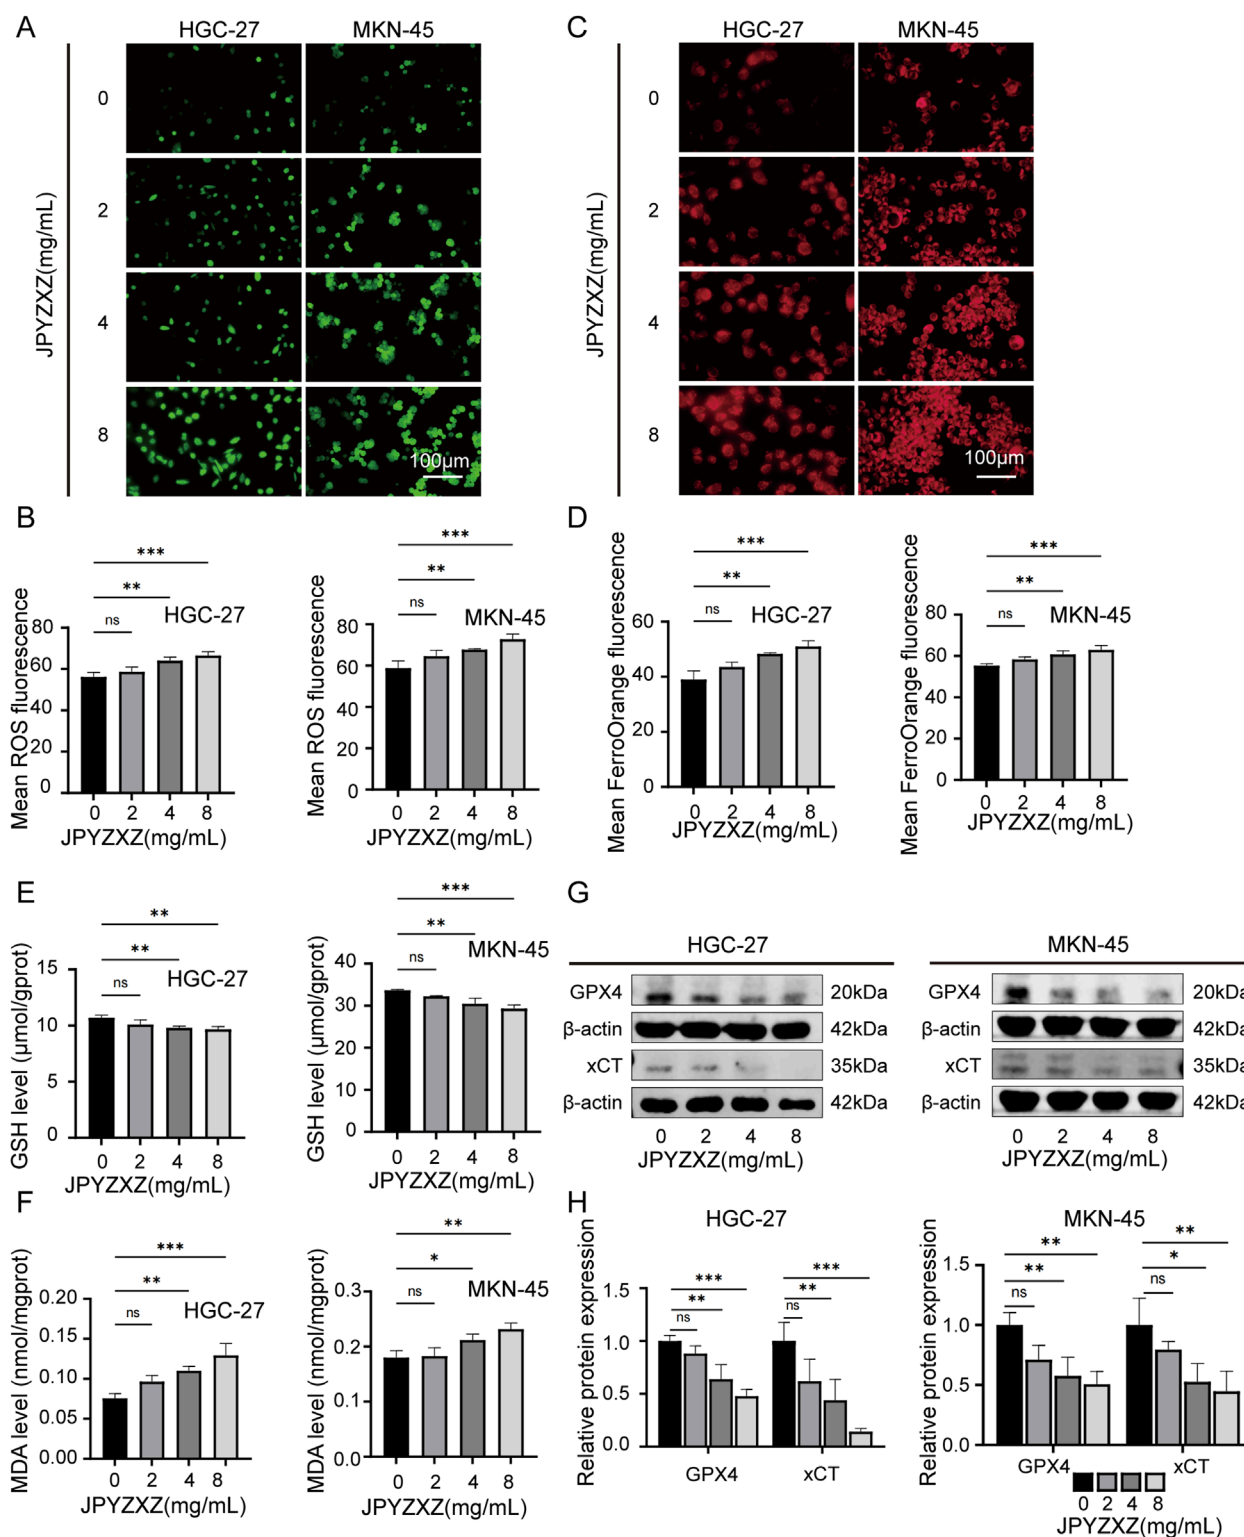 A
HGC-27 MKN-45
JPYZXZ(mg/mL)
0
2
4
8
100μm
C
HGC-27 MKN-45
JPYZXZ(mg/mL)
0
2
4
8
100μm
B
Mean ROS fluorescence
HGC-27
ns ** ***
80
60
40
20
0
0 2 4 8
JPYZXZ(mg/mL)
Mean ROS fluorescence
MKN-45
ns ** ***
80
60
40
20
0
0 2 4 8
JPYZXZ(mg/mL)
D
Mean FerroOrange fluorescence
HGC-27
ns ** ***
60
40
20
0
0 2 4 8
JPYZXZ(mg/mL)
Mean FerroOrange fluorescence
MKN-45
ns ** ***
80
60
40
20
0
0 2 4 8
JPYZXZ(mg/mL)
E
GSH level (μmol/gprot)
HGC-27
ns ** **
15
10
5
0
0 2 4 8
JPYZXZ(mg/mL)
GSH level (μmol/gprot)
MKN-45
ns ** ***
40
30
20
10
0
0 2 4 8
JPYZXZ(mg/mL)
G
HGC-27
GPX4 20kDa
β-actin 42kDa
xCT 35kDa
β-actin 42kDa
0 2 4 8
JPYZXZ(mg/mL)
MKN-45
GPX4 20kDa
β-actin 42kDa
xCT 35kDa
β-actin 42kDa
0 2 4 8
JPYZXZ(mg/mL)
F
MDA level (nmol/mgprot)
HGC-27
ns ** ***
0.20
0.15
0.10
0.05
0.00
0 2 4 8
JPYZXZ(mg/mL)
MDA level (nmol/mgprot)
MKN-45
ns * **
0.3
0.2
0.1
0.0
0 2 4 8
JPYZXZ(mg/mL)
H
HGC-27
Relative protein expression
ns ** *** ns ** ***
1.5
1.0
0.5
0.0
GPX4 xCT
MKN-45
Relative protein expression
ns ** ** ns * **
1.5
1.0
0.5
0.0
GPX4 xCT
0 2 4 8
JPYZXZ(mg/mL)